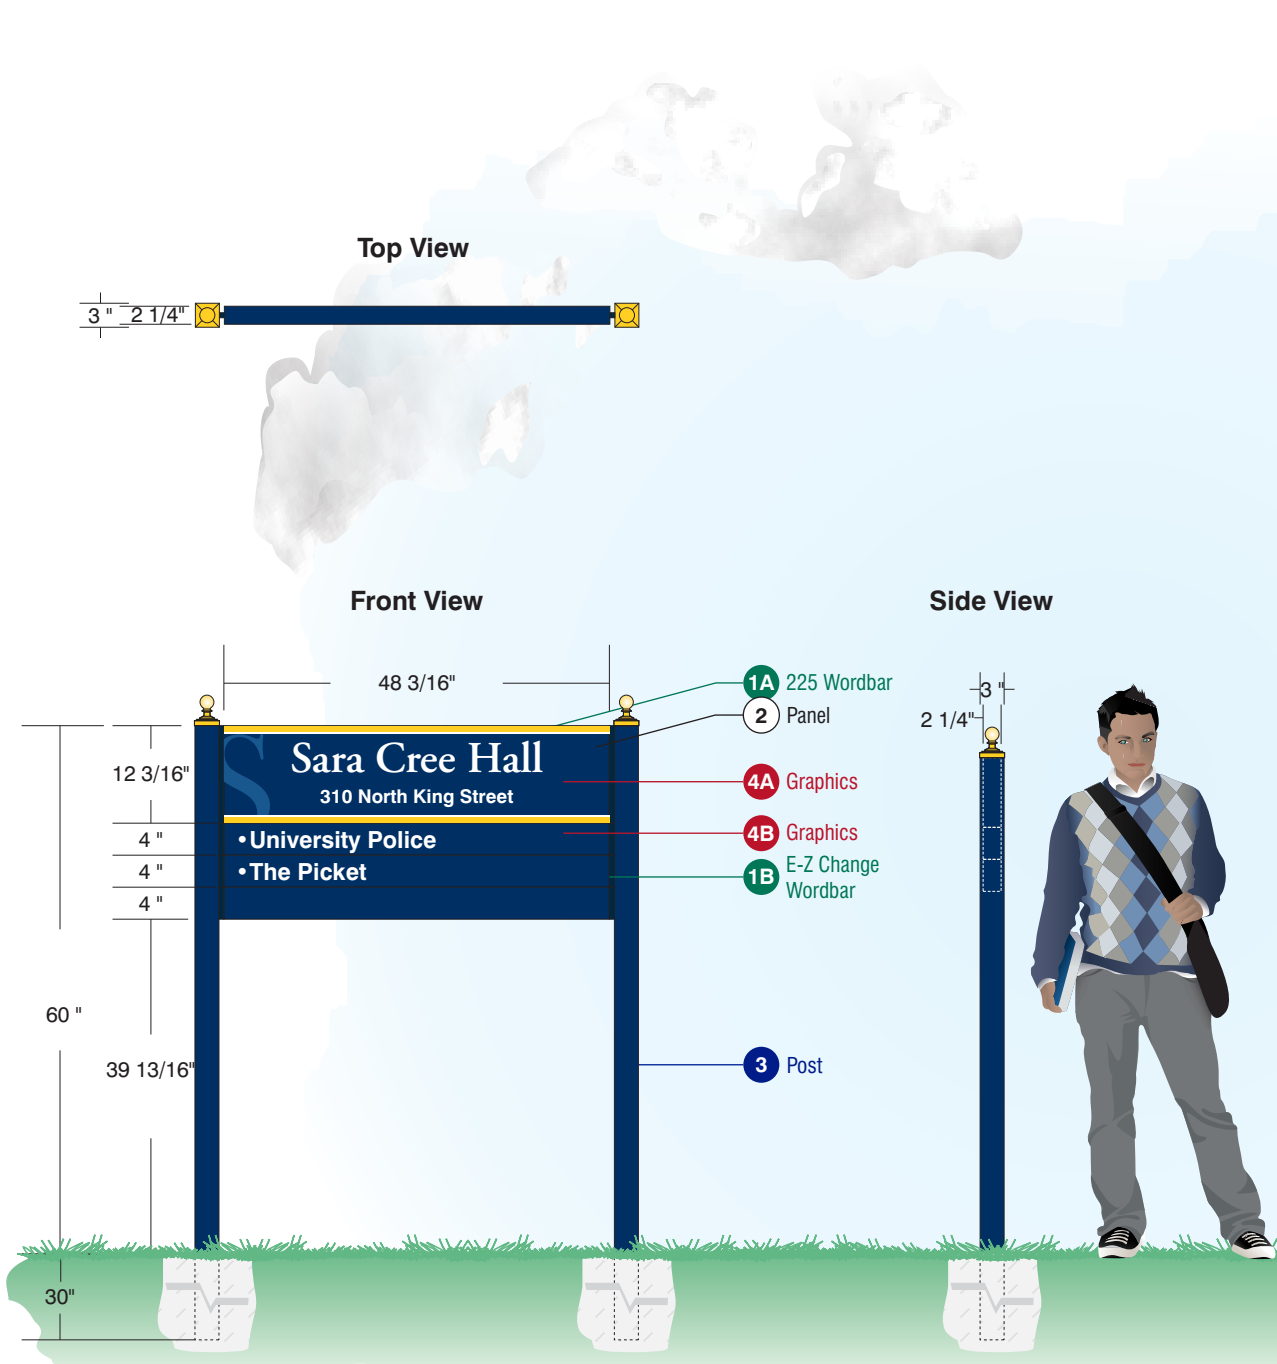 Top View
3 "
2 1/4"
Front View
Side View
48 3/16"
1A 225 Wordbar
2 Panel
3 "
2 1/4"
S
Sara Cree Hall
310 North King Street
12 3/16"
4A Graphics
4B Graphics
4 "
•University Police
4 "
•The Picket
1B E-Z Change
Wordbar
4 "
60 "
39 13/16"
3 Post
30"